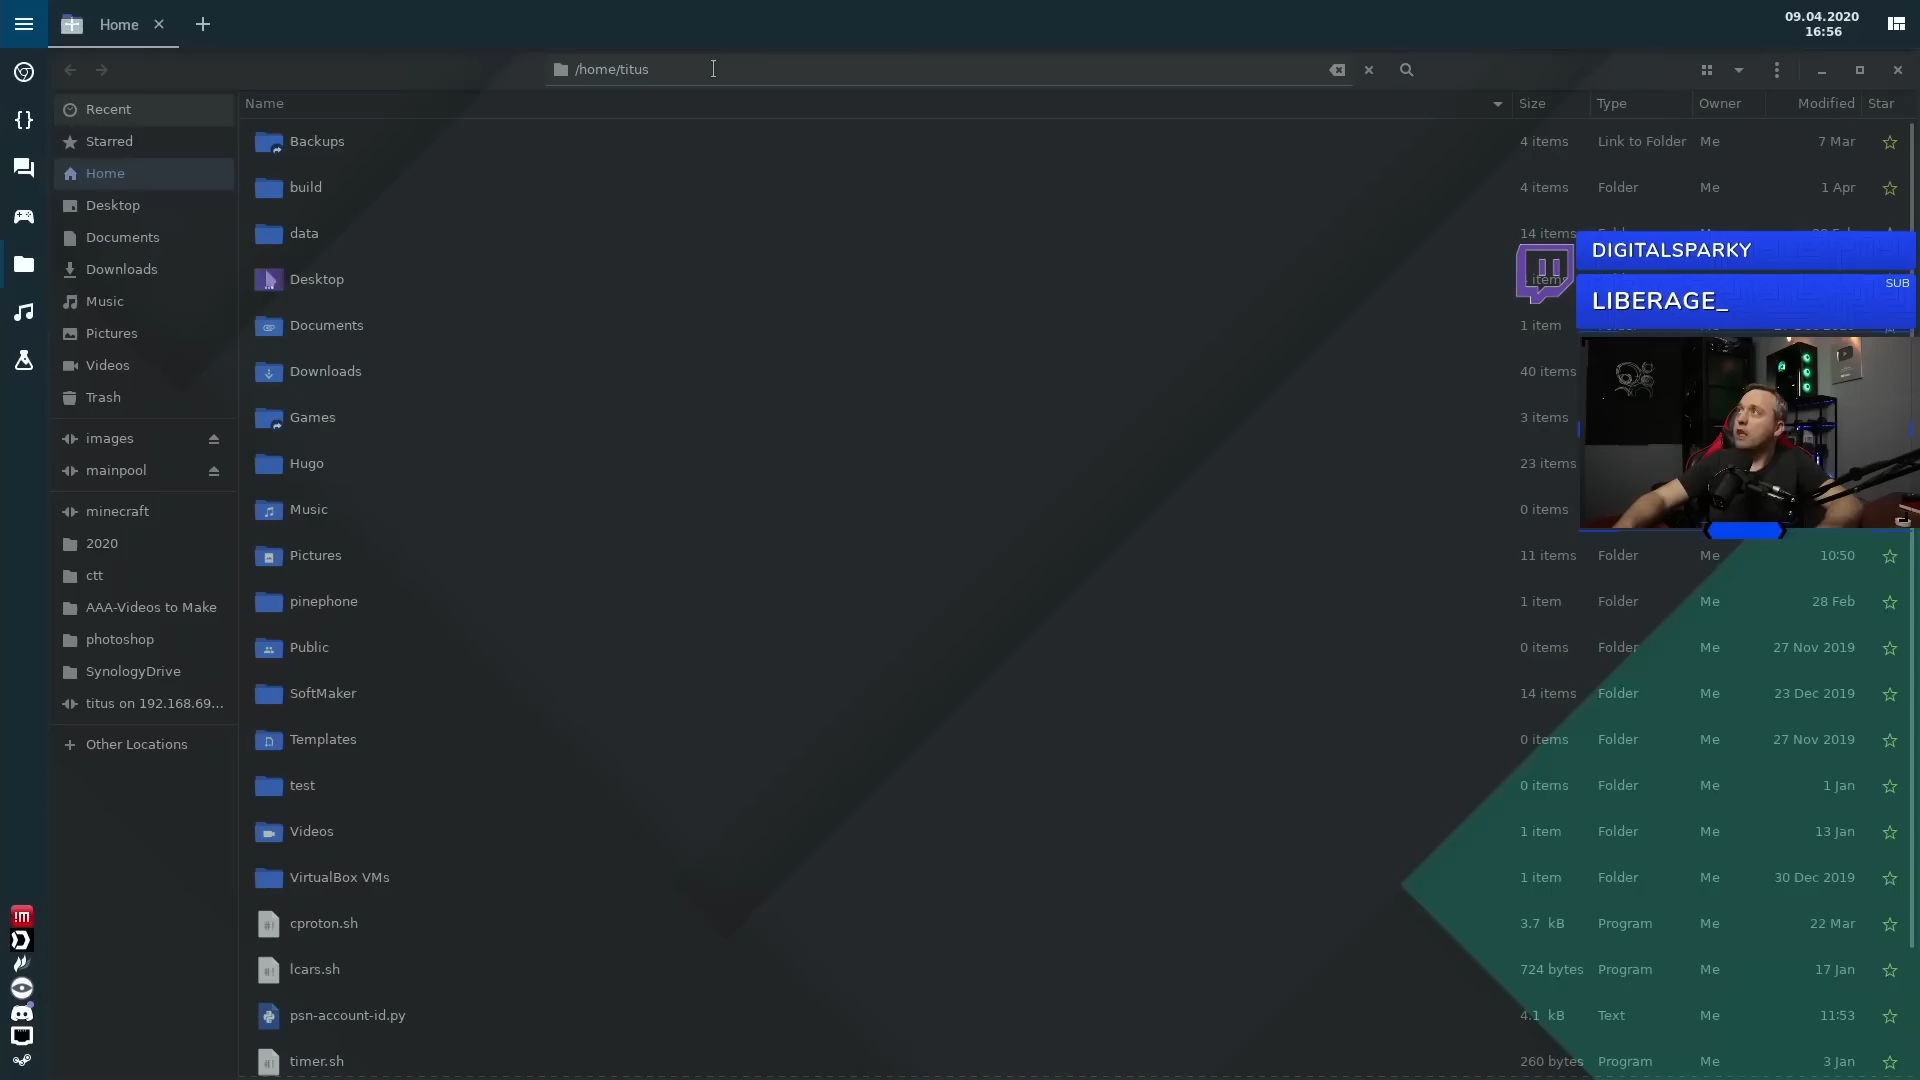 Home
09.04.2020
16:56
/home/titus
Recent
Starred
Home
Desktop
Documents
Downloads
Music
Pictures
Videos
Trash
images
mainpool
minecraft
2020
ctt
AAA-Videos to Make
photoshop
SynologyDrive
titus on 192.168.69...
Other Locations
Name Size Type Owner Modified Star
Backups 4 items Link to Folder Me 7 Mar
build 4 items Folder Me 1 Apr
data 14 items
Desktop items
Documents 1 item
Downloads 40 items
Games 3 items
Hugo 23 items
Music 0 items
Pictures 11 items Folder Me 10:50
pinephone 1 item Folder Me 28 Feb
Public 0 items Folder Me 27 Nov 2019
SoftMaker 14 items Folder Me 23 Dec 2019
Templates 0 items Folder Me 27 Nov 2019
test 0 items Folder Me 1 Jan
Videos 1 item Folder Me 13 Jan
VirtualBox VMs 1 item Folder Me 30 Dec 2019
cproton.sh 3.7 kB Program Me 22 Mar
lcars.sh 724 bytes Program Me 17 Jan
psn-account-id.py 4.1 kB Text Me 11:53
timer.sh 260 bytes Program Me 3 Jan
DIGITALSPARKY
SUB
LIBERAGE_
!m